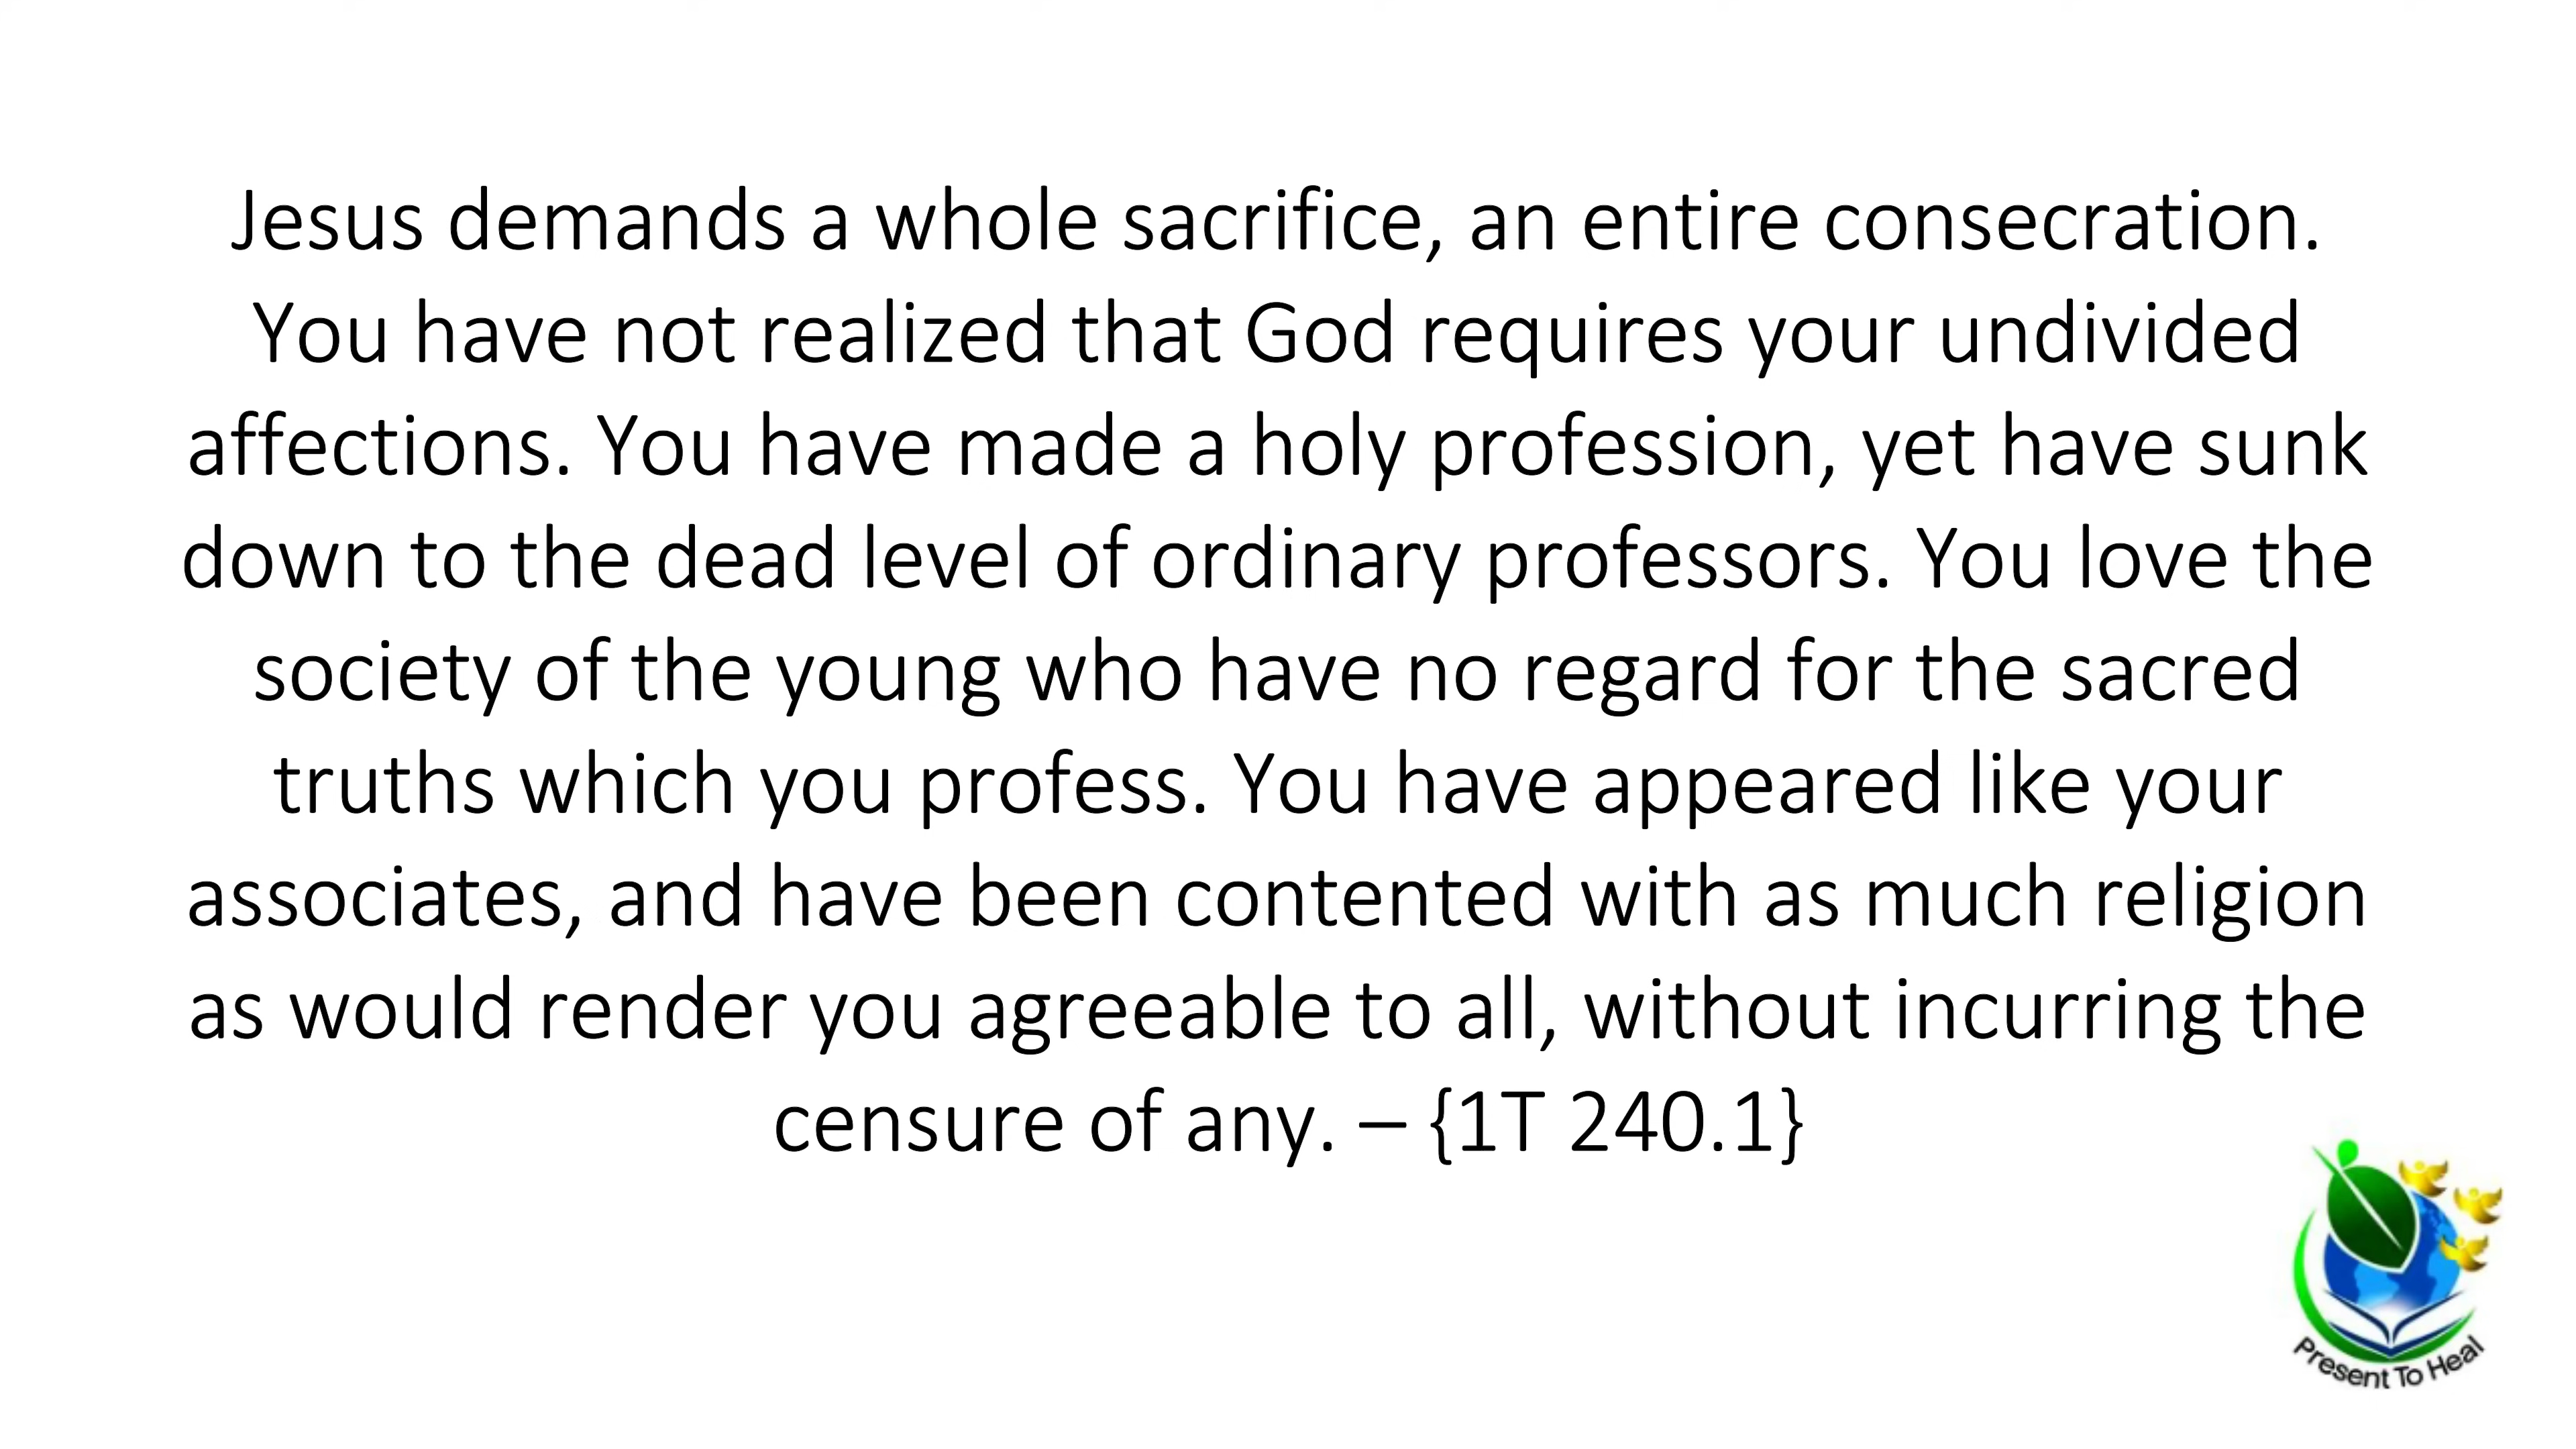 Jesus demands a whole sacrifice, an entire consecration.
You have not realized that God requires your undivided
affections. You have made a holy profession, yet have sunk
down to the dead level of ordinary professors. You love the
society of the young who have no regard for the sacred
truths which you profess. You have appeared like your
associates, and have been contented with as much religion
as would render you agreeable to all, without incurring the
censure of any. – {1T 240.1}
Present To Heal